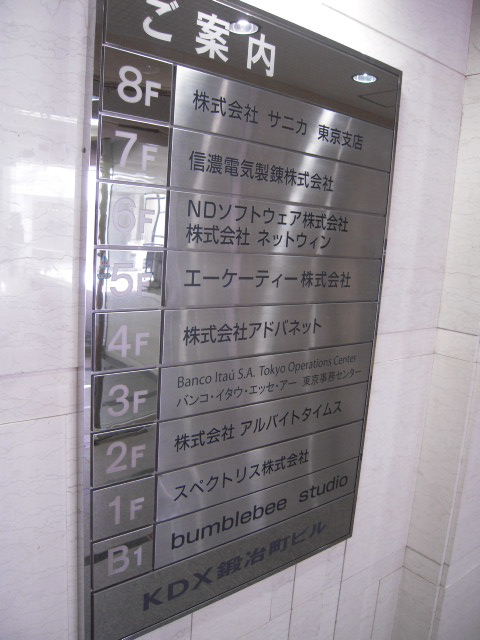 ご案内
8F 株式会社 サニカ 東京支店
7F 信濃電気製錬株式会社
6F NDソフトウェア株式会社
株式会社 ネットウィン
5F エーケーティー株式会社
4F 株式会社アドバネット
3F Banco Itaú S.A. Tokyo Operations Center
バンコ・イタウ・エッセ・アー 東京事務センター
2F 株式会社 アルバイトタイムス
1F スペクトリス株式会社
B1 bumblebee studio
KDX鍛冶町ビル